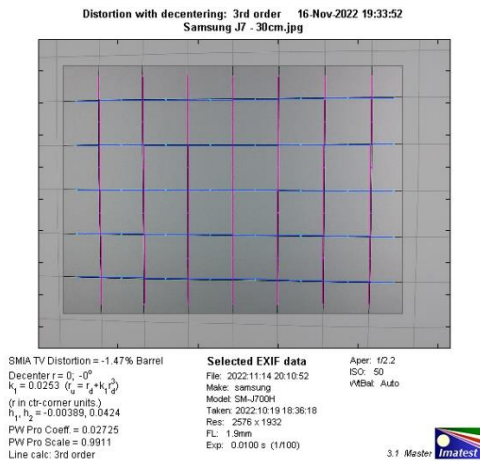 Distortion with decentering:  3rd order    16-Nov-2022 19:33:52
Samsung J7 - 30cm.jpg
SMIA TV Distortion = -1.47% Barrel
Decenter r = 0;  -0°
k1 = 0.0253  (ru = rd+k1rd³)
(r in ctr-corner units.)
h1, h2 = -0.00389, 0.0424
PW Pro Coeff. = 0.02725
PW Pro Scale = 0.9911
Line calc: 3rd order
Selected EXIF data
File: 2022:11:14 20:10:52
Make: samsung
Model: SM-J700H
Taken: 2022:10:19 18:36:18
Res: 2576 x 1932
FL: 1.9mm
Exp: 0.0100 s  (1/100)
Aper: f/2.2
ISO: 50
WtBal: Auto
3.1 Master
Imatest